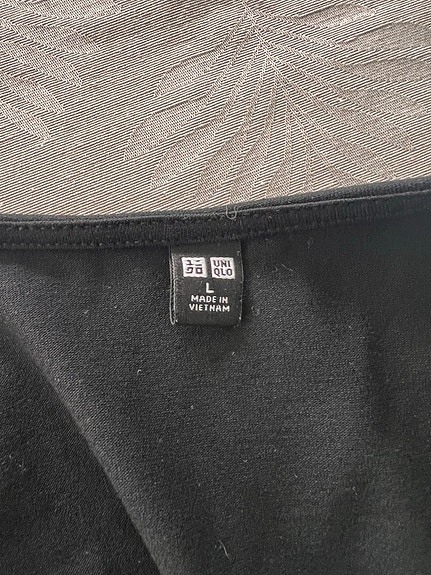 ユニ UNI
クロ QLO
L
MADE IN
VIETNAM